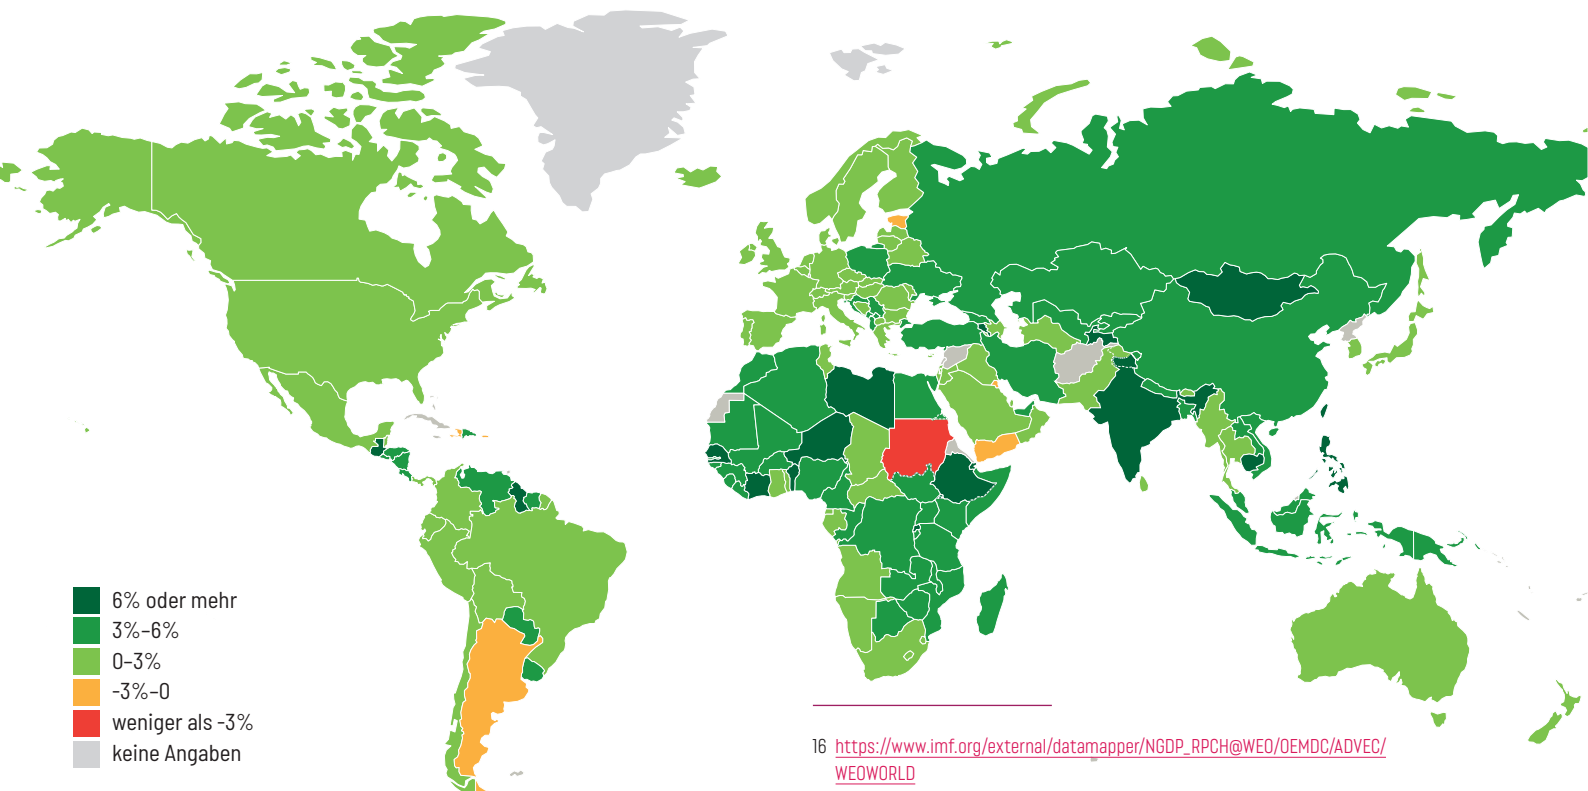 6% oder mehr
3%–6%
0–3%
-3%–0
weniger als -3%
keine Angaben
16 https://www.imf.org/external/datamapper/NGDP_RPCH@WEO/OEMDC/ADVEC/
WEOWORLD